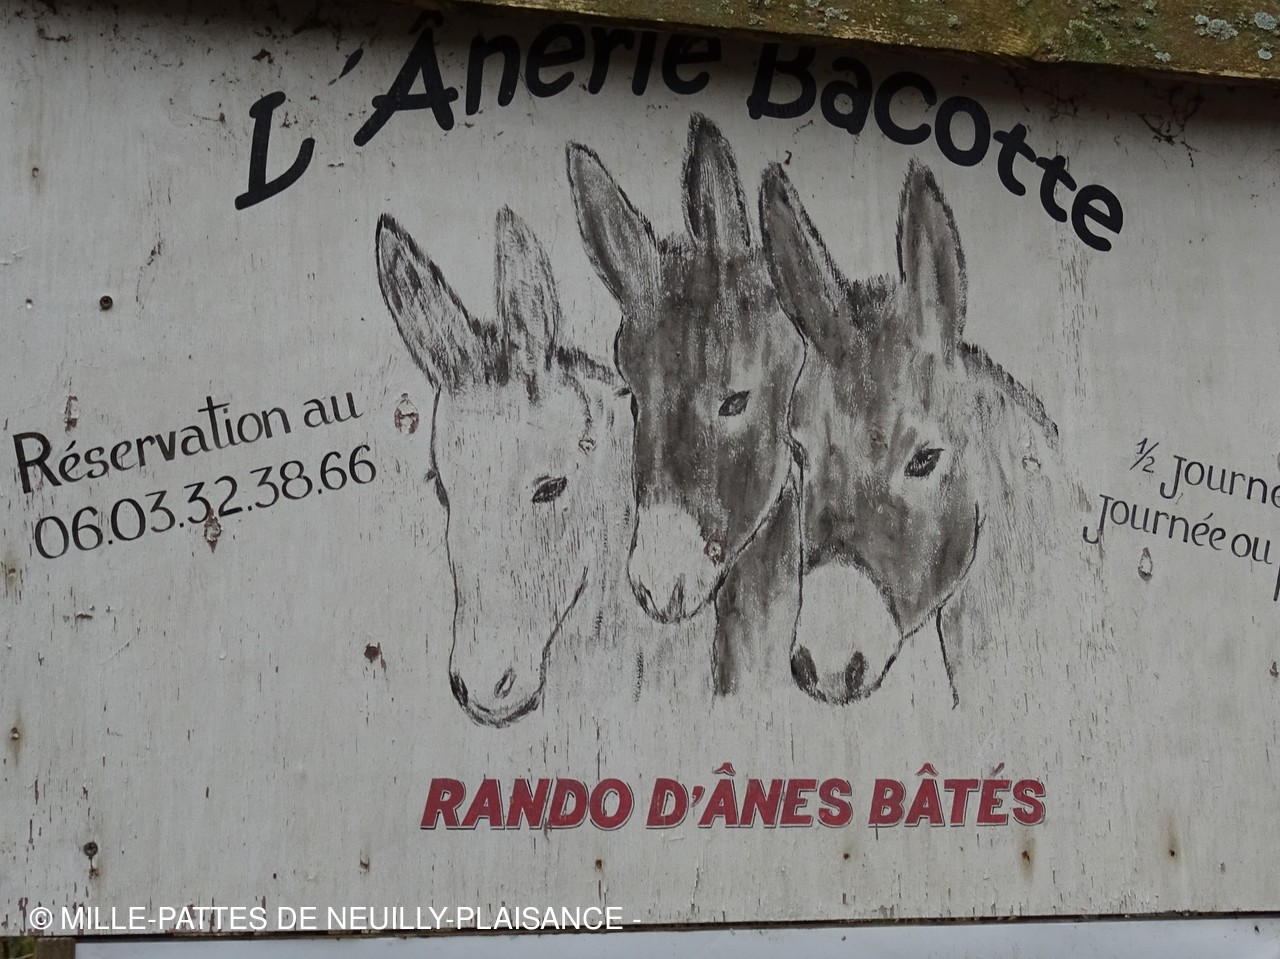 L'Ânerie Bacotte
Réservation au
06.03.32.38.66
½ Journé
Journée ou
RANDO D'ÂNES BÂTÉS
© MILLE-PATTES DE NEUILLY-PLAISANCE -